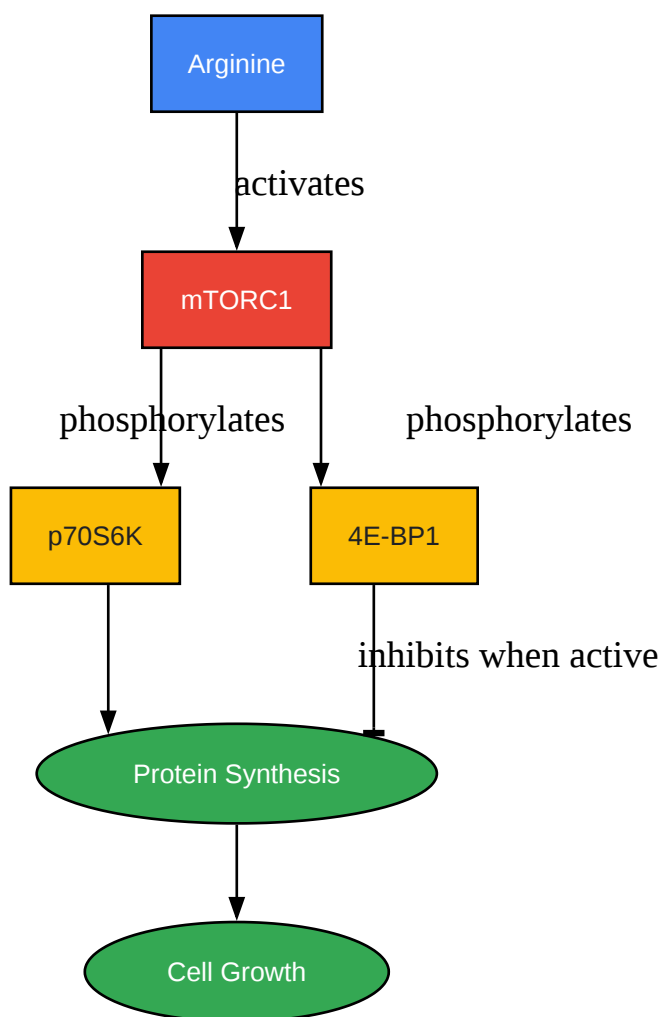 Arginine
activates
mTORC1
phosphorylates
phosphorylates
p70S6K
4E-BP1
inhibits when active
Protein Synthesis
Cell Growth